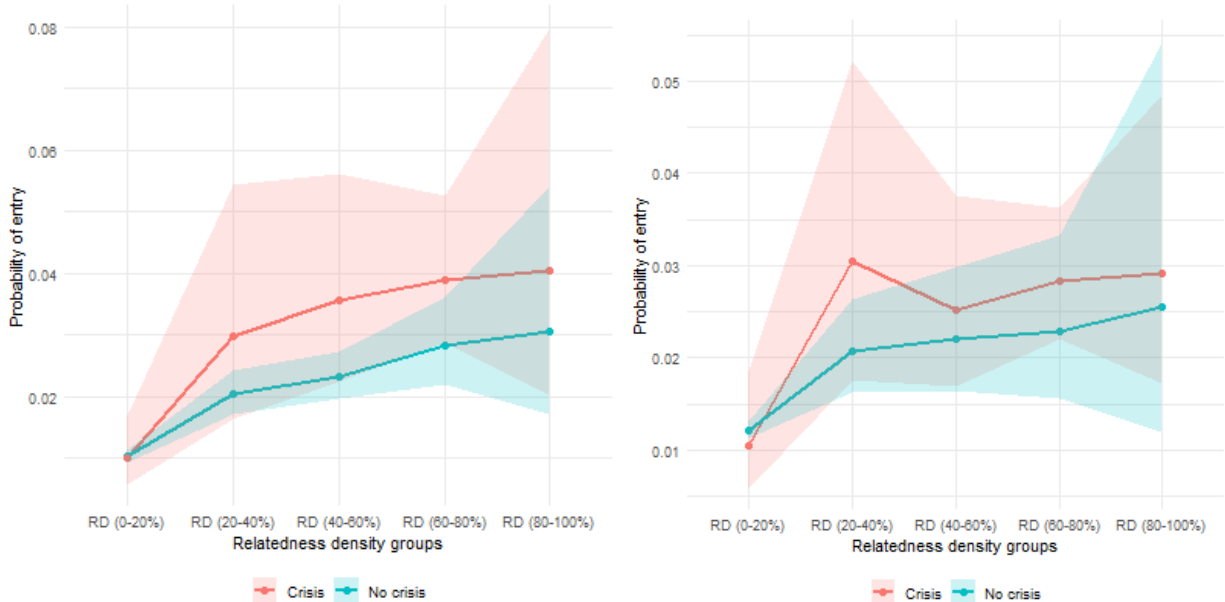 0.08
0.06
0.04
0.02
Probability of entry
RD (0-20%) RD (20-40%) RD (40-60%) RD (60-80%) RD (80-100%)
Relatedness density groups
Crisis No crisis
0.05
0.04
0.03
0.02
0.01
Probability of entry
RD (0-20%) RD (20-40%) RD (40-60%) RD (60-80%) RD (80-100%)
Relatedness density groups
Crisis No crisis